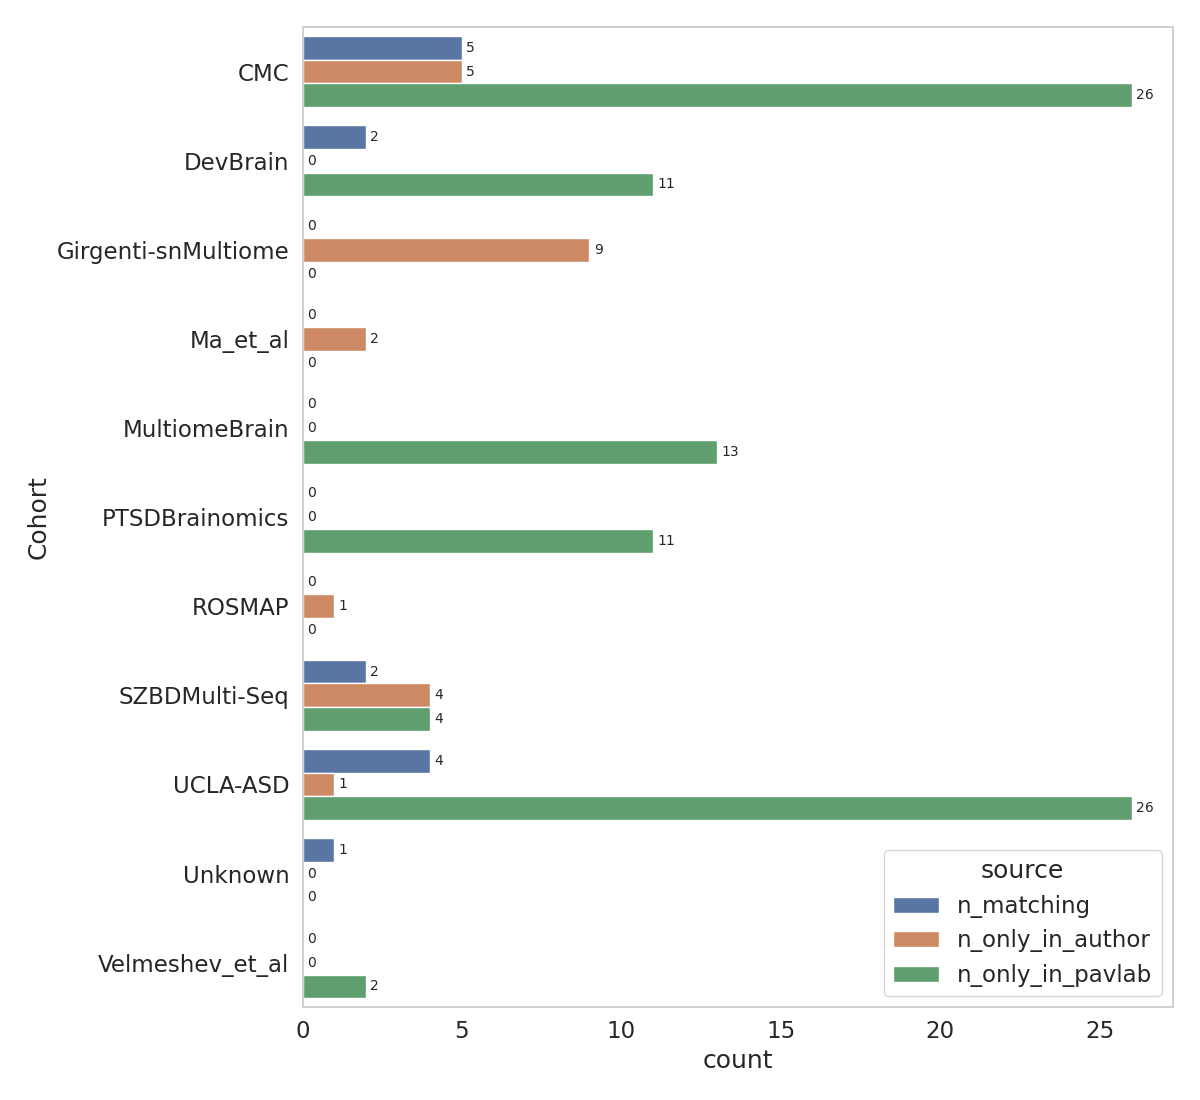 CMC
5
5
26
DevBrain
2
0
11
Girgenti-snMultiome
0
9
0
Ma_et_al
0
2
0
MultiomeBrain
0
0
13
PTSDBrainomics
0
0
11
ROSMAP
0
1
0
SZBDMulti-Seq
2
4
4
UCLA-ASD
4
1
26
Unknown
1
0
0
Velmeshev_et_al
0
0
2
Cohort
source
n_matching
n_only_in_author
n_only_in_pavlab
0 5 10 15 20 25
count